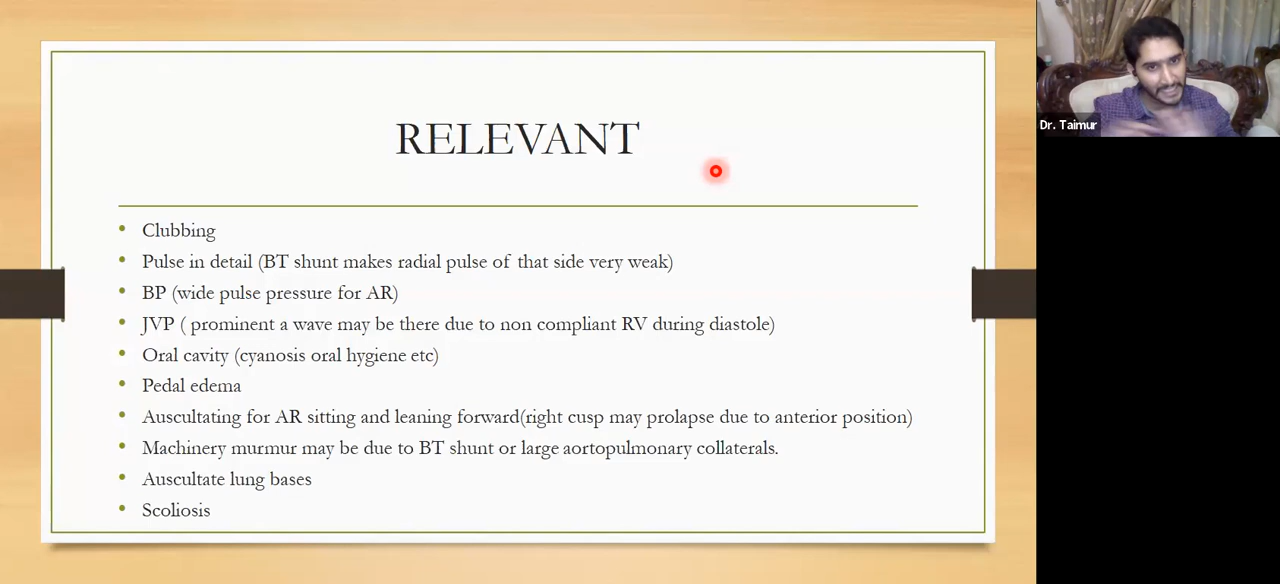 RELEVANT
• Clubbing
• Pulse in detail (BT shunt makes radial pulse of that side very weak)
• BP (wide pulse pressure for AR)
• JVP ( prominent a wave may be there due to non compliant RV during diastole)
• Oral cavity (cyanosis oral hygiene etc)
• Pedal edema
• Auscultating for AR sitting and leaning forward(right cusp may prolapse due to anterior position)
• Machinery murmur may be due to BT shunt or large aortopulmonary collaterals.
• Auscultate lung bases
• Scoliosis
Dr. Taimur